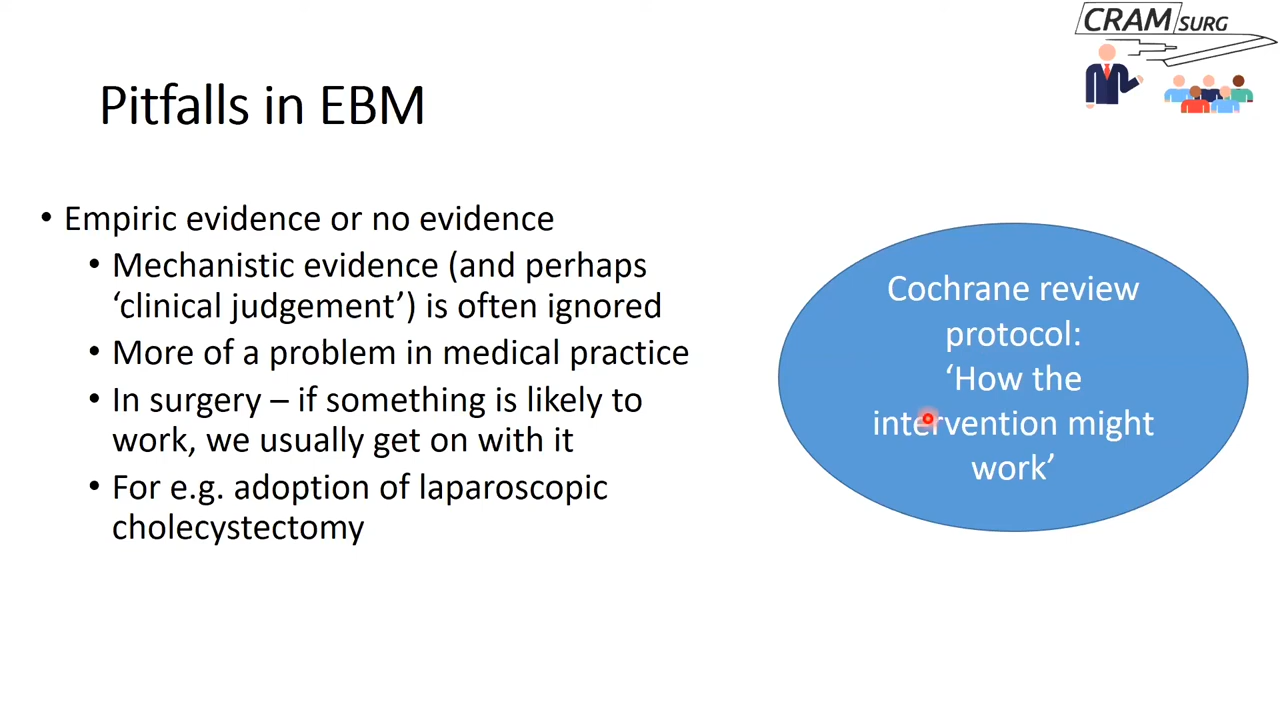 CRAM SURG
Pitfalls in EBM
• Empiric evidence or no evidence
• Mechanistic evidence (and perhaps
‘clinical judgement’) is often ignored
• More of a problem in medical practice
• In surgery – if something is likely to
work, we usually get on with it
• For e.g. adoption of laparoscopic
cholecystectomy
Cochrane review
protocol:
‘How the
intervention might
work’